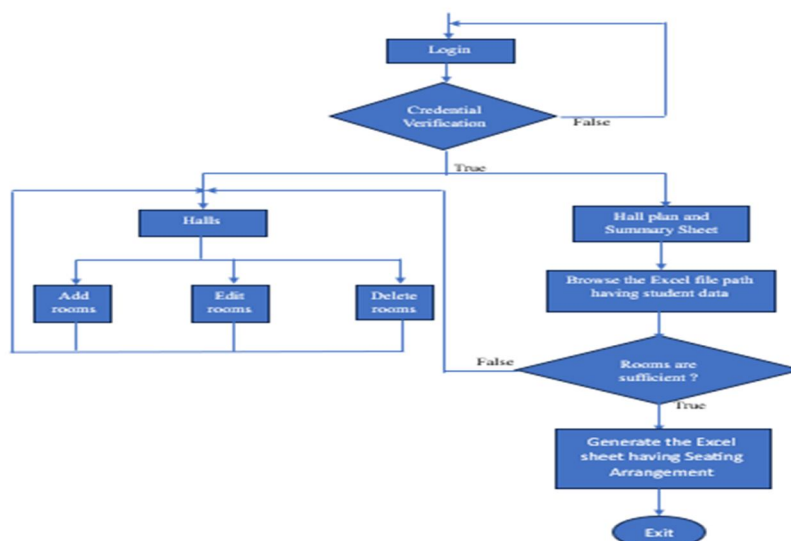 Login
Credential
Verification
False
True
Halls
Hall plan and
Summary Sheet
Browse the Excel file path
having student data
Add
rooms
Edit
rooms
Delete
rooms
False
Rooms are
sufficient ?
True
Generate the Excel
sheet having Seating
Arrangement
Exit